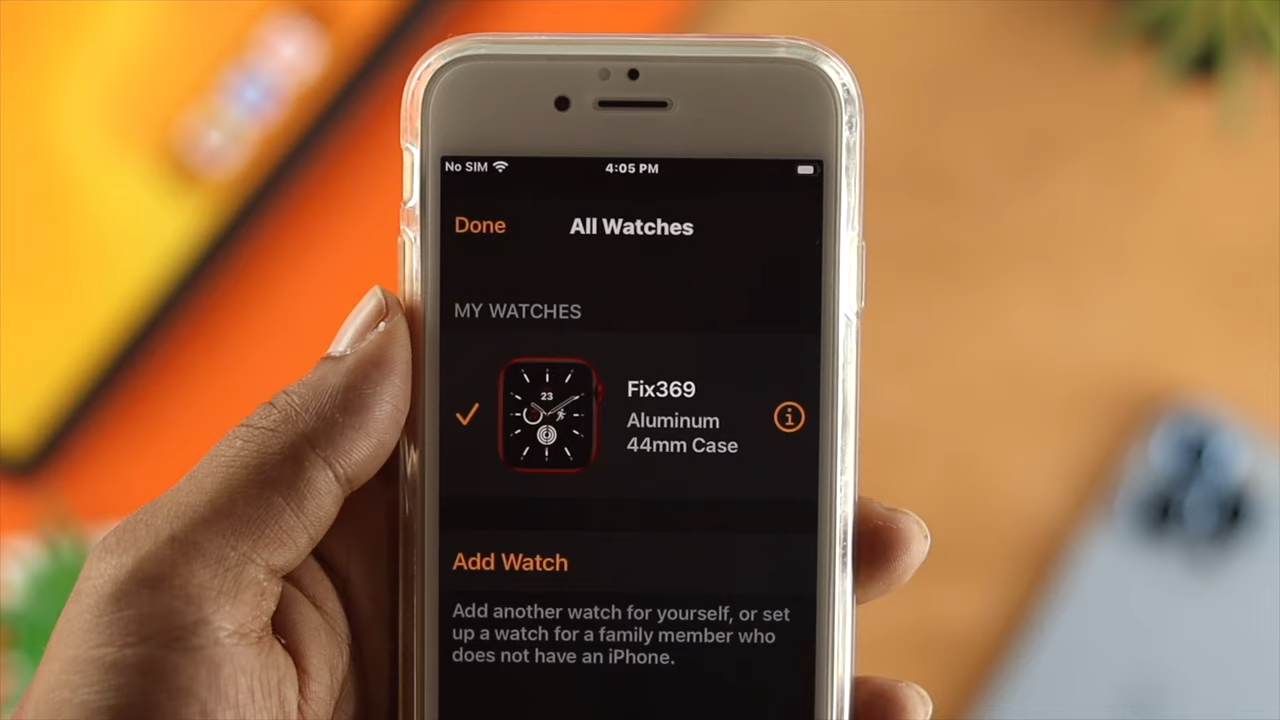 No SIM
4:05 PM
Done
All Watches
MY WATCHES
23
Fix369
Aluminum
44mm Case
Add Watch
Add another watch for yourself, or set
up a watch for a family member who
does not have an iPhone.